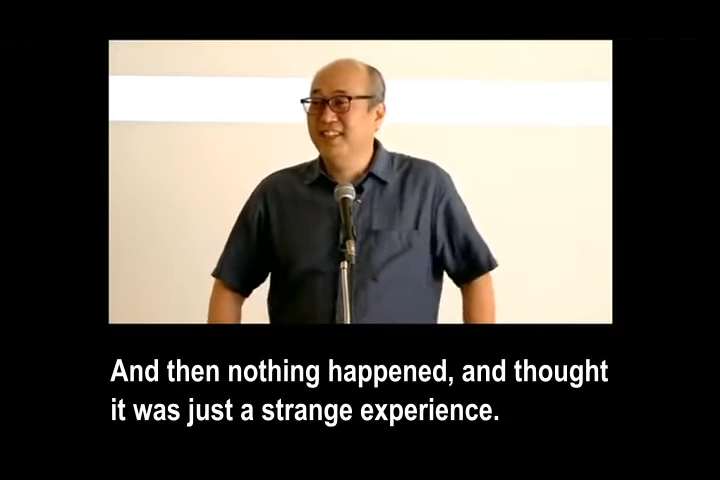 And then nothing happened, and thought
it was just a strange experience.